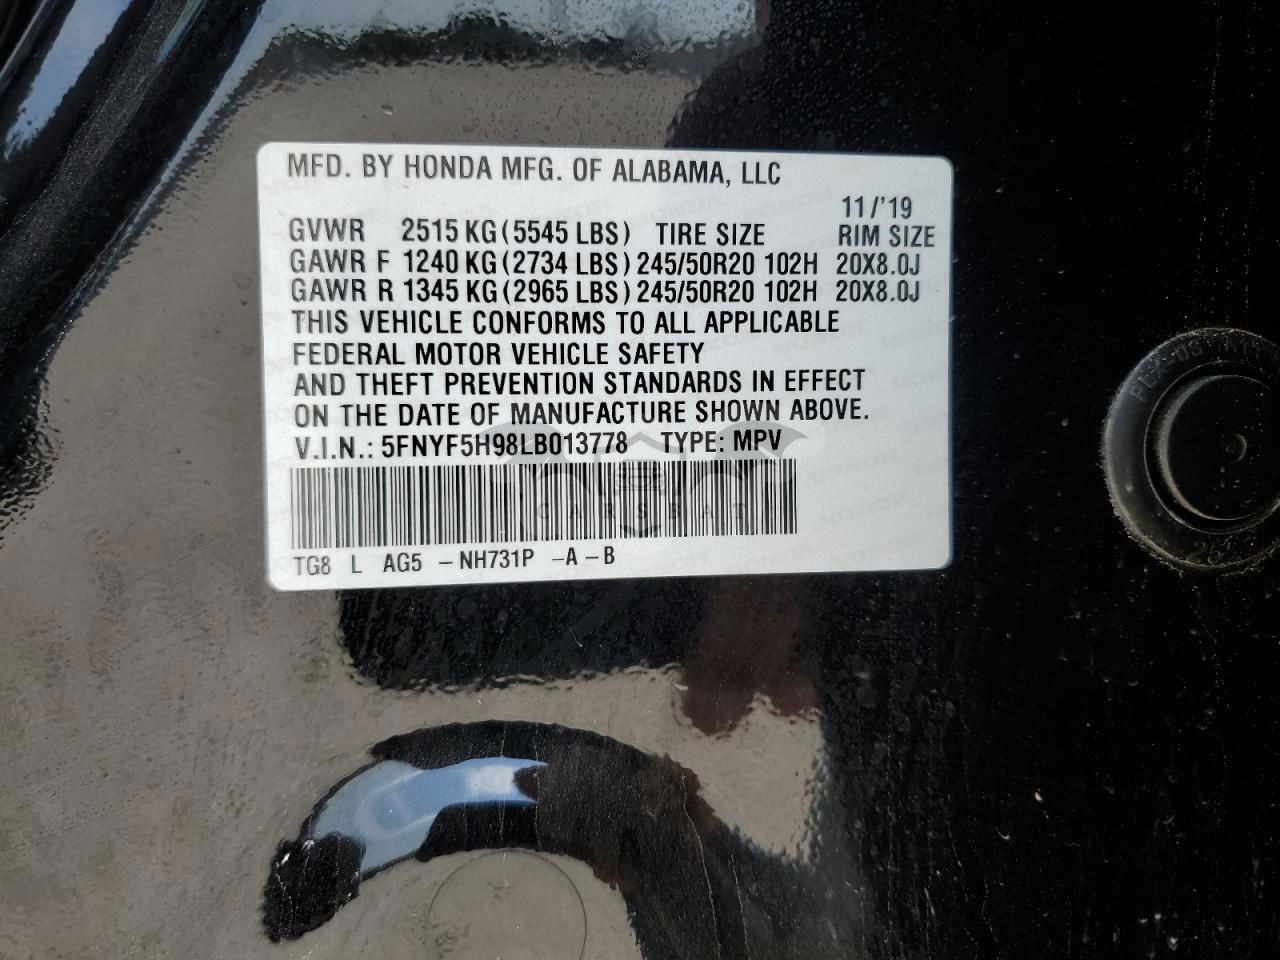 MFD. BY HONDA MFG. OF ALABAMA, LLC
11/'19
GVWR 2515 KG (5545 LBS) TIRE SIZE RIM SIZE
GAWR F 1240 KG (2734 LBS) 245/50R20 102H 20X8.0J
GAWR R 1345 KG (2965 LBS) 245/50R20 102H 20X8.0J
THIS VEHICLE CONFORMS TO ALL APPLICABLE
FEDERAL MOTOR VEHICLE SAFETY
AND THEFT PREVENTION STANDARDS IN EFFECT
ON THE DATE OF MANUFACTURE SHOWN ABOVE.
V.I.N.: 5FNYF5H98LB013778 TYPE: MPV
CARSBAT
TG8 L AG5 -NH731P -A-B